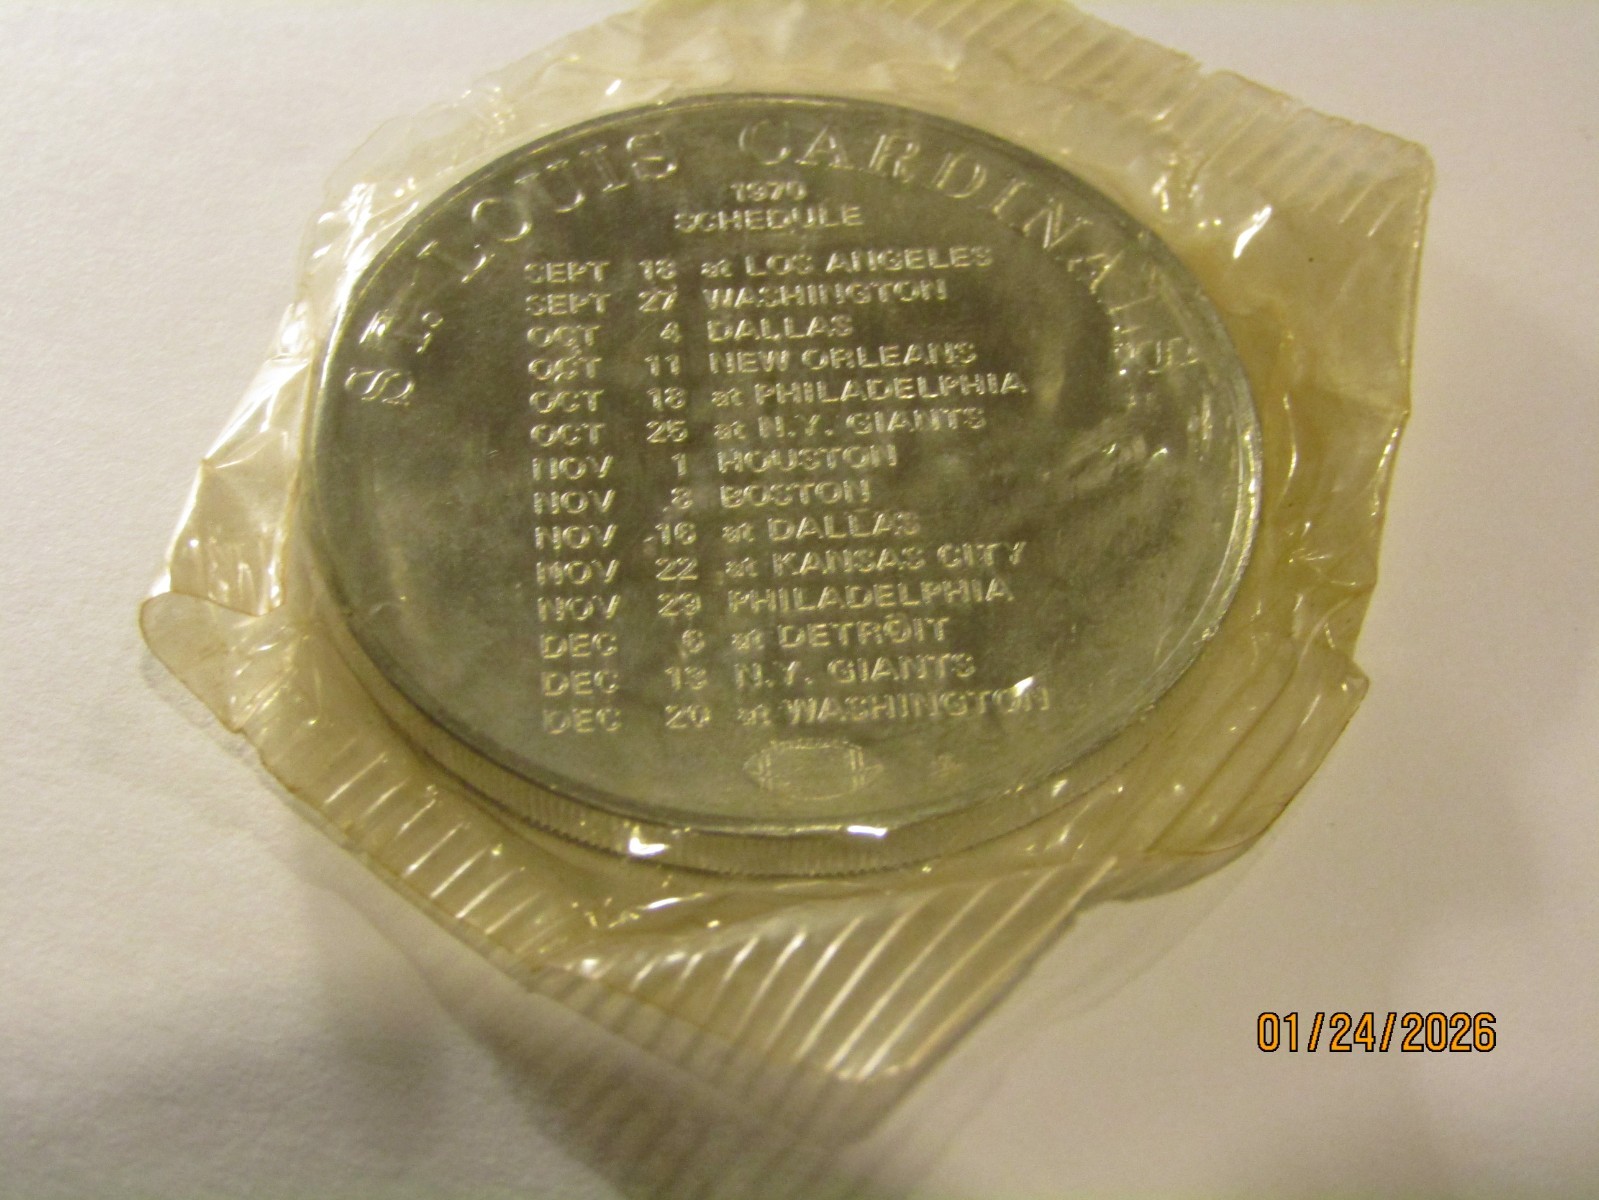 ST. LOUIS CARDINALS
1970
SCHEDULE
SEPT 18 at LOS ANGELES
SEPT 27 WASHINGTON
OCT 4 DALLAS
OCT 11 NEW ORLEANS
OCT 18 at PHILADELPHIA
OCT 25 at N.Y. GIANTS
NOV 1 HOUSTON
NOV 8 BOSTON
NOV 16 at DALLAS
NOV 22 at KANSAS CITY
NOV 29 PHILADELPHIA
DEC 6 at DETROIT
DEC 13 N.Y. GIANTS
DEC 20 at WASHINGTON
01/24/2026